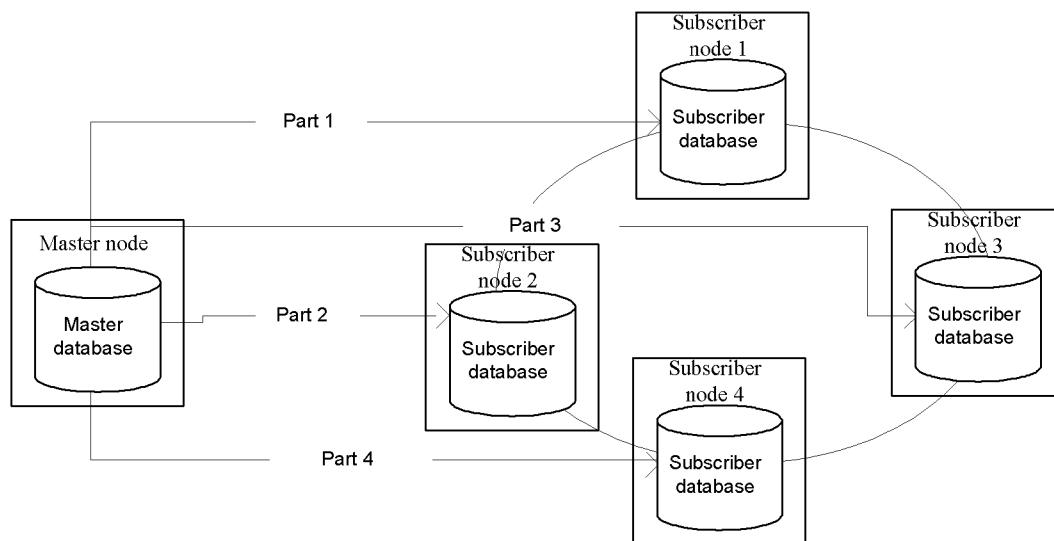 Subscriber
node 1
Subscriber
database
Part 1
Part 3
Subscriber
node 3
Subscriber
database
Master node
Master
database
Subscriber
node 2
Subscriber
database
Part 2
Subscriber
node 4
Subscriber
database
Part 4